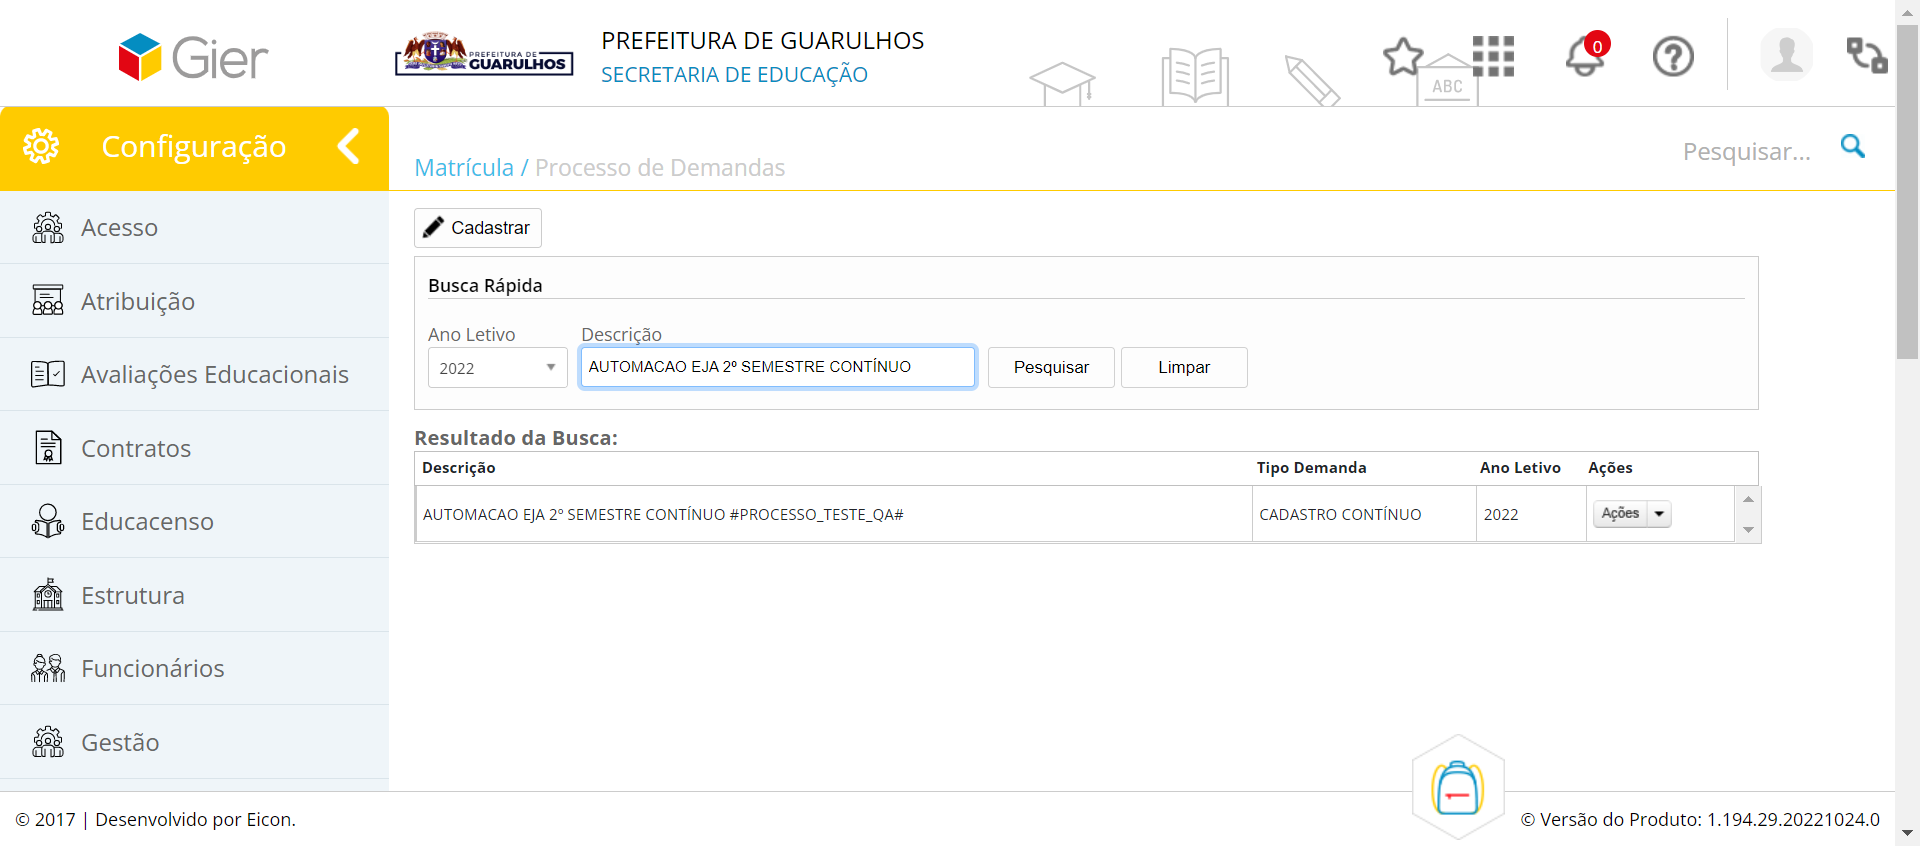 Gier
PREFEITURA DE
GUARULHOS
PREFEITURA DE GUARULHOS
SECRETARIA DE EDUCAÇÃO
ABC
0
Configuração
Matrícula / Processo de Demandas
Pesquisar...
Acesso
Atribuição
Avaliações Educacionais
Contratos
Educacenso
Estrutura
Funcionários
Gestão
Cadastrar
Busca Rápida
Ano Letivo Descrição
2022 AUTOMACAO EJA 2º SEMESTRE CONTÍNUO Pesquisar Limpar
Resultado da Busca:
Descrição Tipo Demanda Ano Letivo Ações
AUTOMACAO EJA 2º SEMESTRE CONTÍNUO #PROCESSO_TESTE_QA# CADASTRO CONTÍNUO 2022 Ações
© 2017 | Desenvolvido por Eicon.
© Versão do Produto: 1.194.29.20221024.0